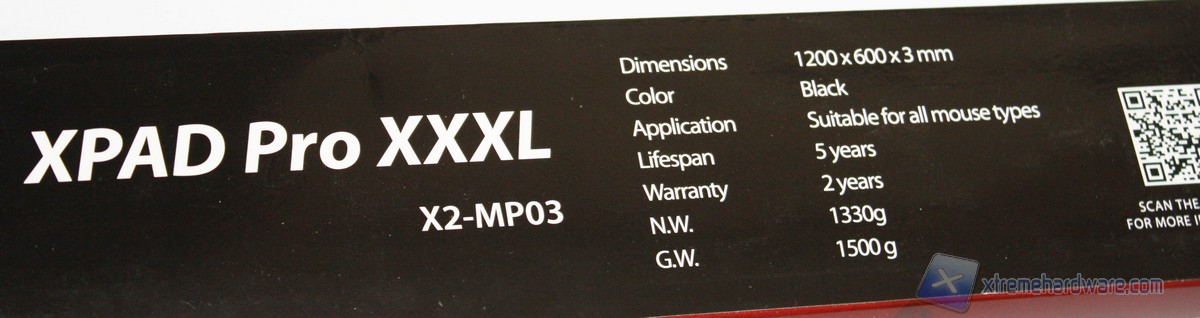 XPAD Pro XXXL
X2-MP03
Dimensions 1200 x 600 x 3 mm
Color Black
Application Suitable for all mouse types
Lifespan 5 years
Warranty 2 years
N.W. 1330g
G.W. 1500 g
SCAN THE
FOR MORE
xtremehardware.com